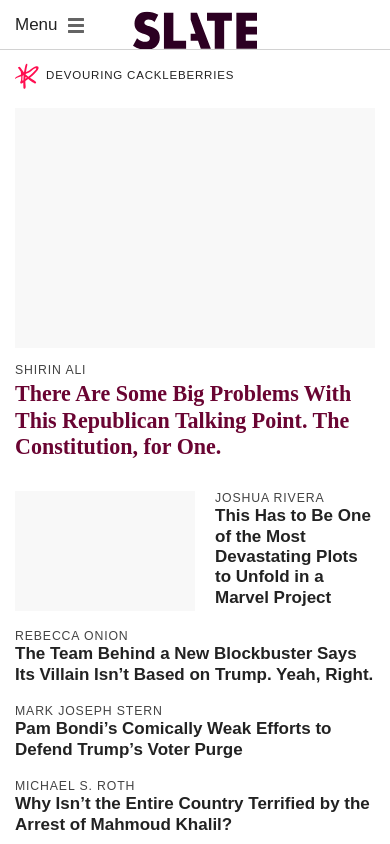 Menu
SLATE
DEVOURING CACKLEBERRIES
SHIRIN ALI
There Are Some Big Problems With
This Republican Talking Point. The
Constitution, for One.
JOSHUA RIVERA
This Has to Be One
of the Most
Devastating Plots
to Unfold in a
Marvel Project
REBECCA ONION
The Team Behind a New Blockbuster Says
Its Villain Isn’t Based on Trump. Yeah, Right.
MARK JOSEPH STERN
Pam Bondi’s Comically Weak Efforts to
Defend Trump’s Voter Purge
MICHAEL S. ROTH
Why Isn’t the Entire Country Terrified by the
Arrest of Mahmoud Khalil?